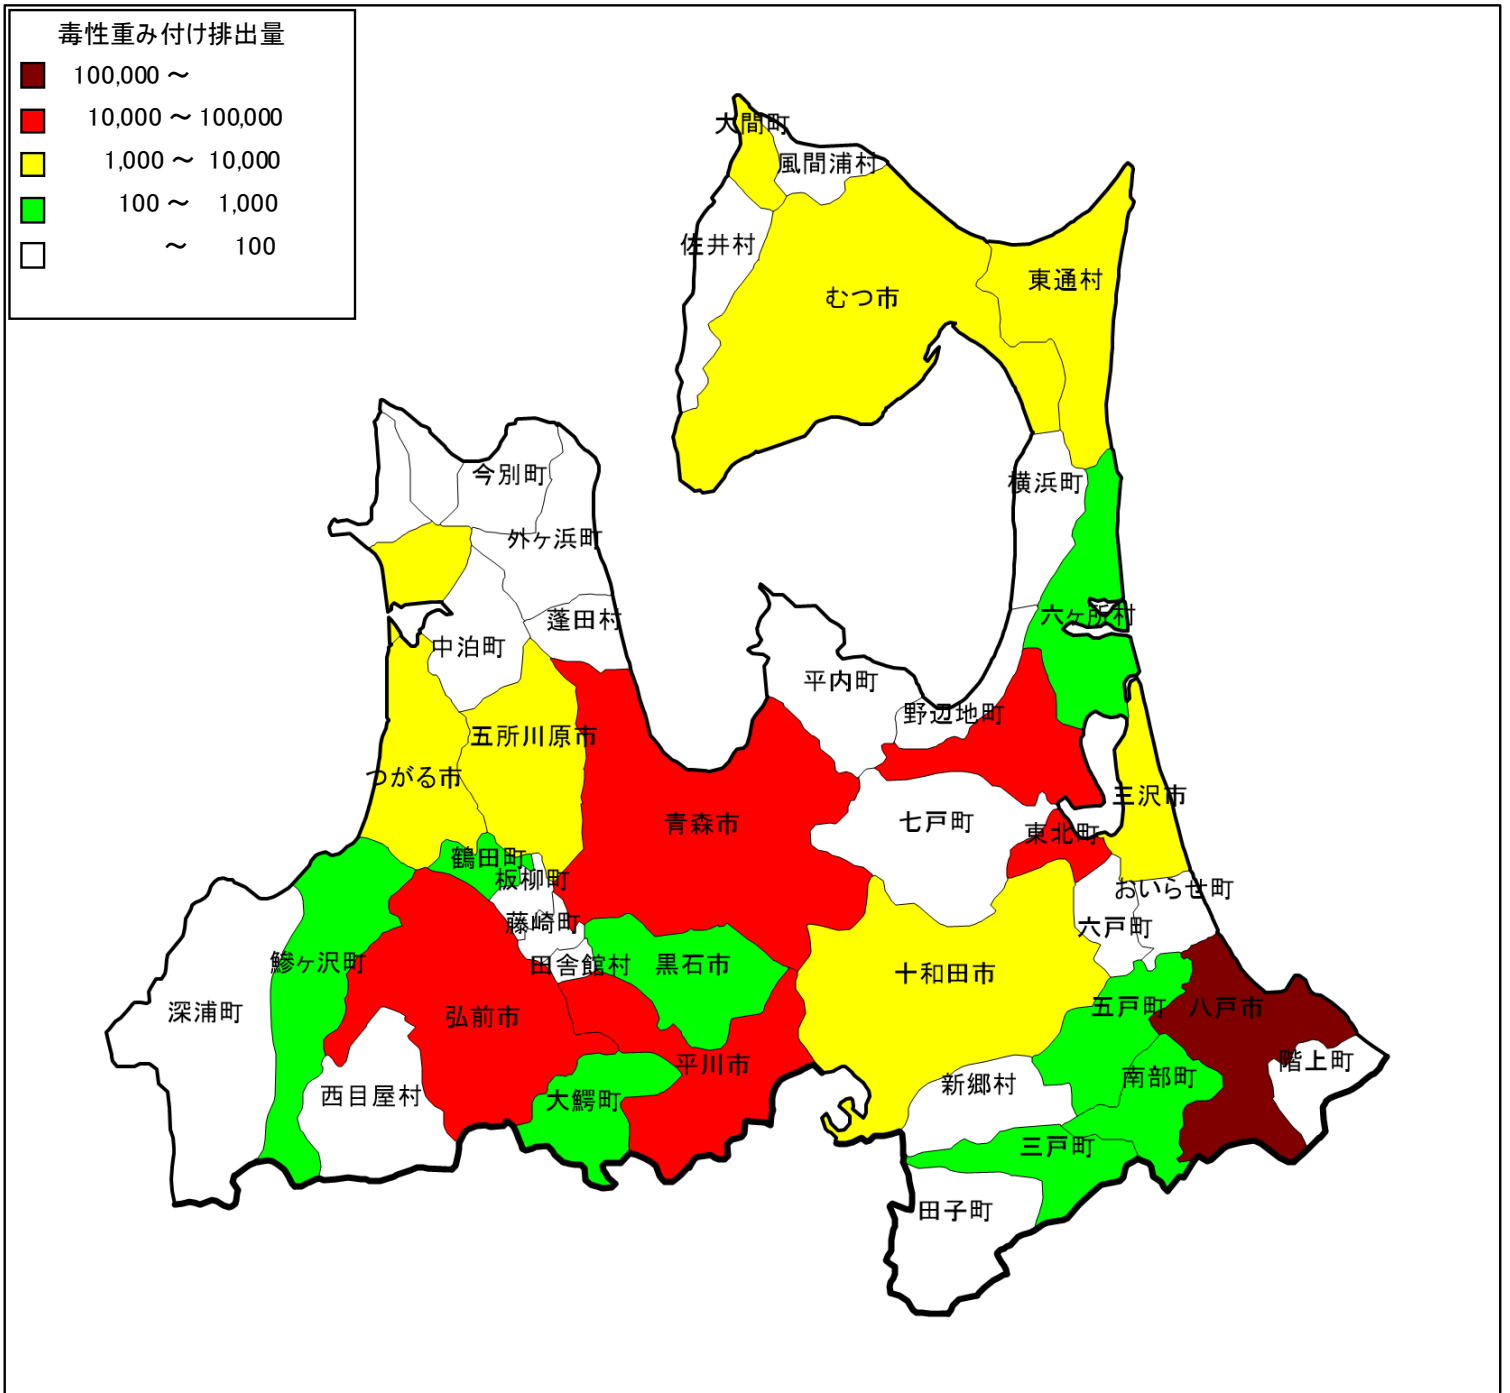 毒性重み付け排出量
100,000 ～
10,000 ～ 100,000
1,000 ～ 10,000
100 ～ 1,000
～ 100
大間町
風間浦村
佐井村
むつ市
東通村
今別町
横浜町
外ヶ浜町
六ヶ所村
蓬田村
中泊町
平内町
野辺地町
五所川原市
つがる市
三沢市
青森市
七戸町
東北町
鶴田町
板柳町
おいらせ町
藤崎町
六戸町
鰺ヶ沢町
田舎館村
黒石市
十和田市
深浦町
弘前市
五戸町
八戸市
平川市
階上町
西目屋村
大鰐町
新郷村
南部町
三戸町
田子町